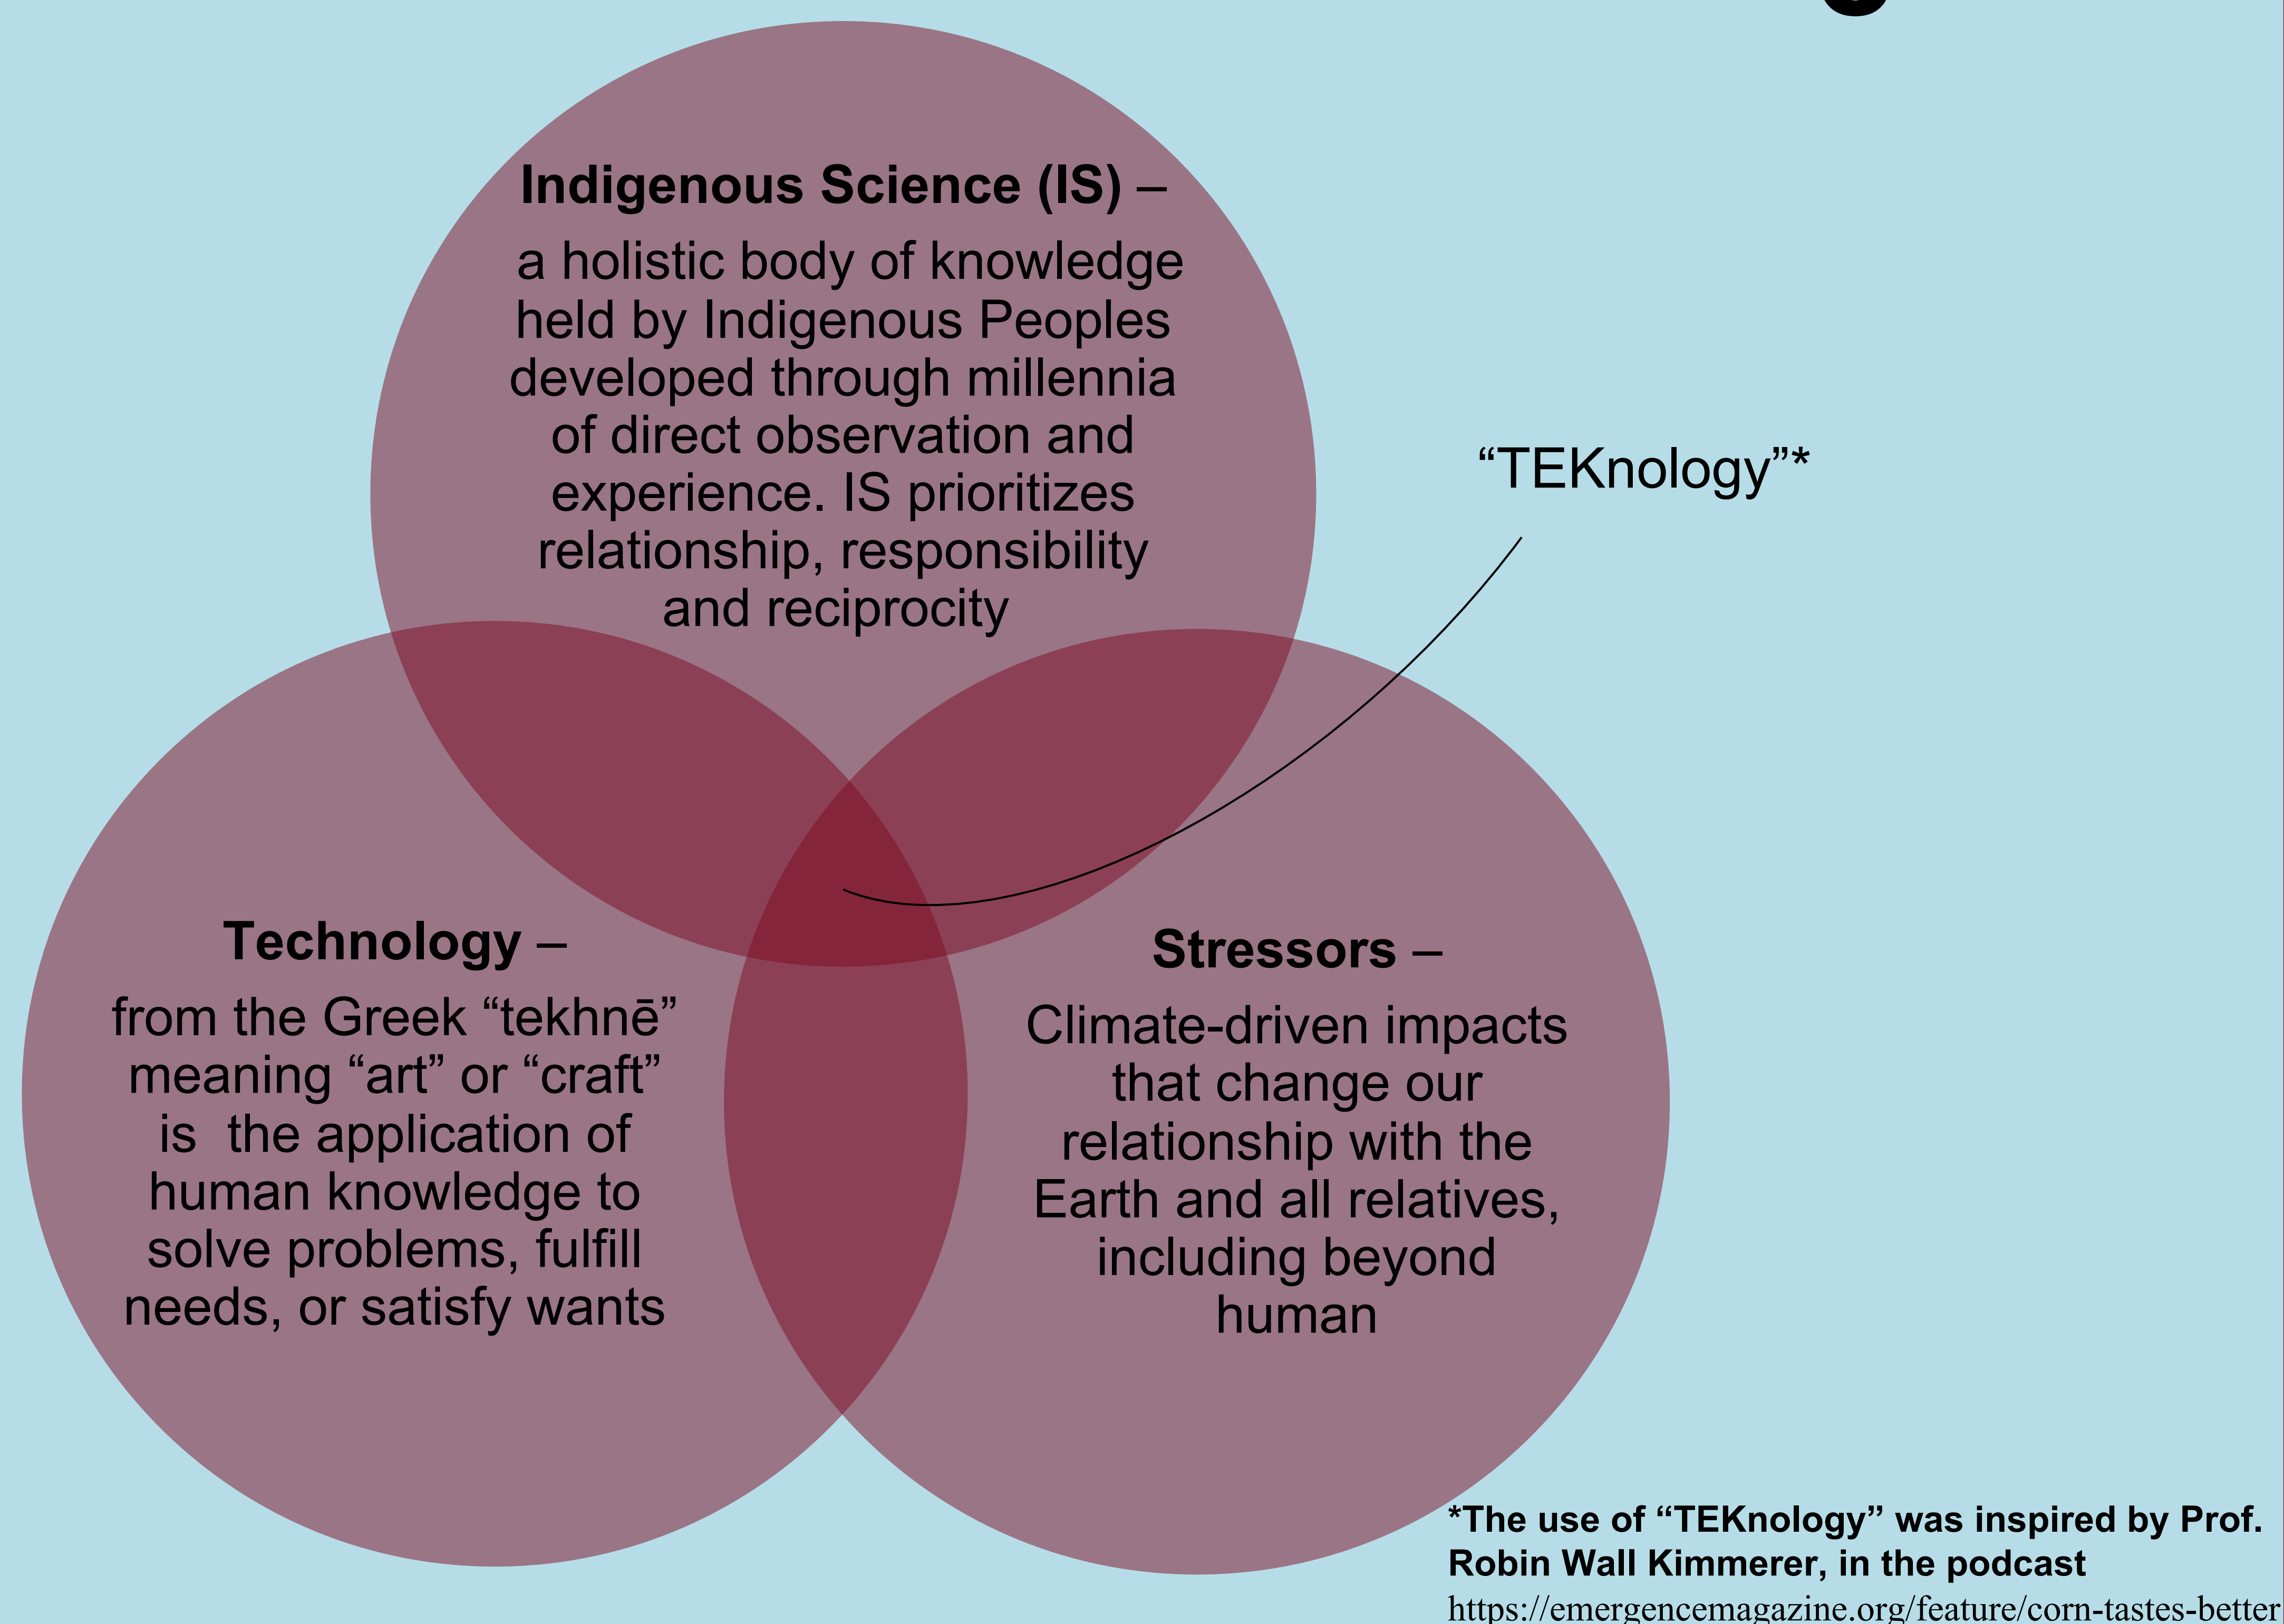 Indigenous Science (IS) –
a holistic body of knowledge
held by Indigenous Peoples
developed through millennia
of direct observation and
experience. IS prioritizes
relationship, responsibility
and reciprocity
“TEKnology”*
Technology –
from the Greek “tekhnē”
meaning “art” or “craft”
is  the application of
human knowledge to
solve problems, fulfill
needs, or satisfy wants
Stressors –
Climate-driven impacts
that change our
relationship with the
Earth and all relatives,
including beyond
human
*The use of “TEKnology” was inspired by Prof.
Robin Wall Kimmerer, in the podcast
https://emergencemagazine.org/feature/corn-tastes-better